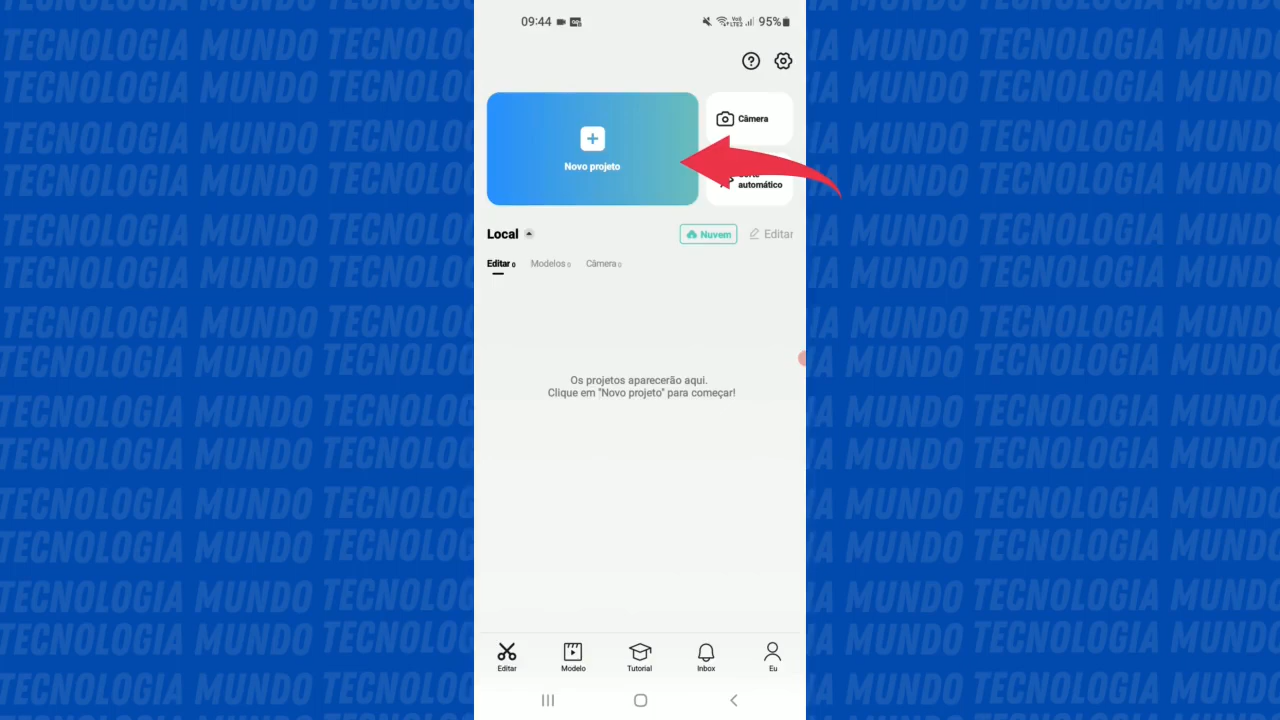 09:44
95%
Câmera
Novo projeto
automático
Local
Nuvem
Editar
Editar 0
Modelos 0
Câmera 0
Os projetos aparecerão aqui.
Clique em "Novo projeto" para começar!
Editar
Modelo
Tutorial
Inbox
Eu
TECNOLOGIA MUNDO TECNOLOGIA MUNDO